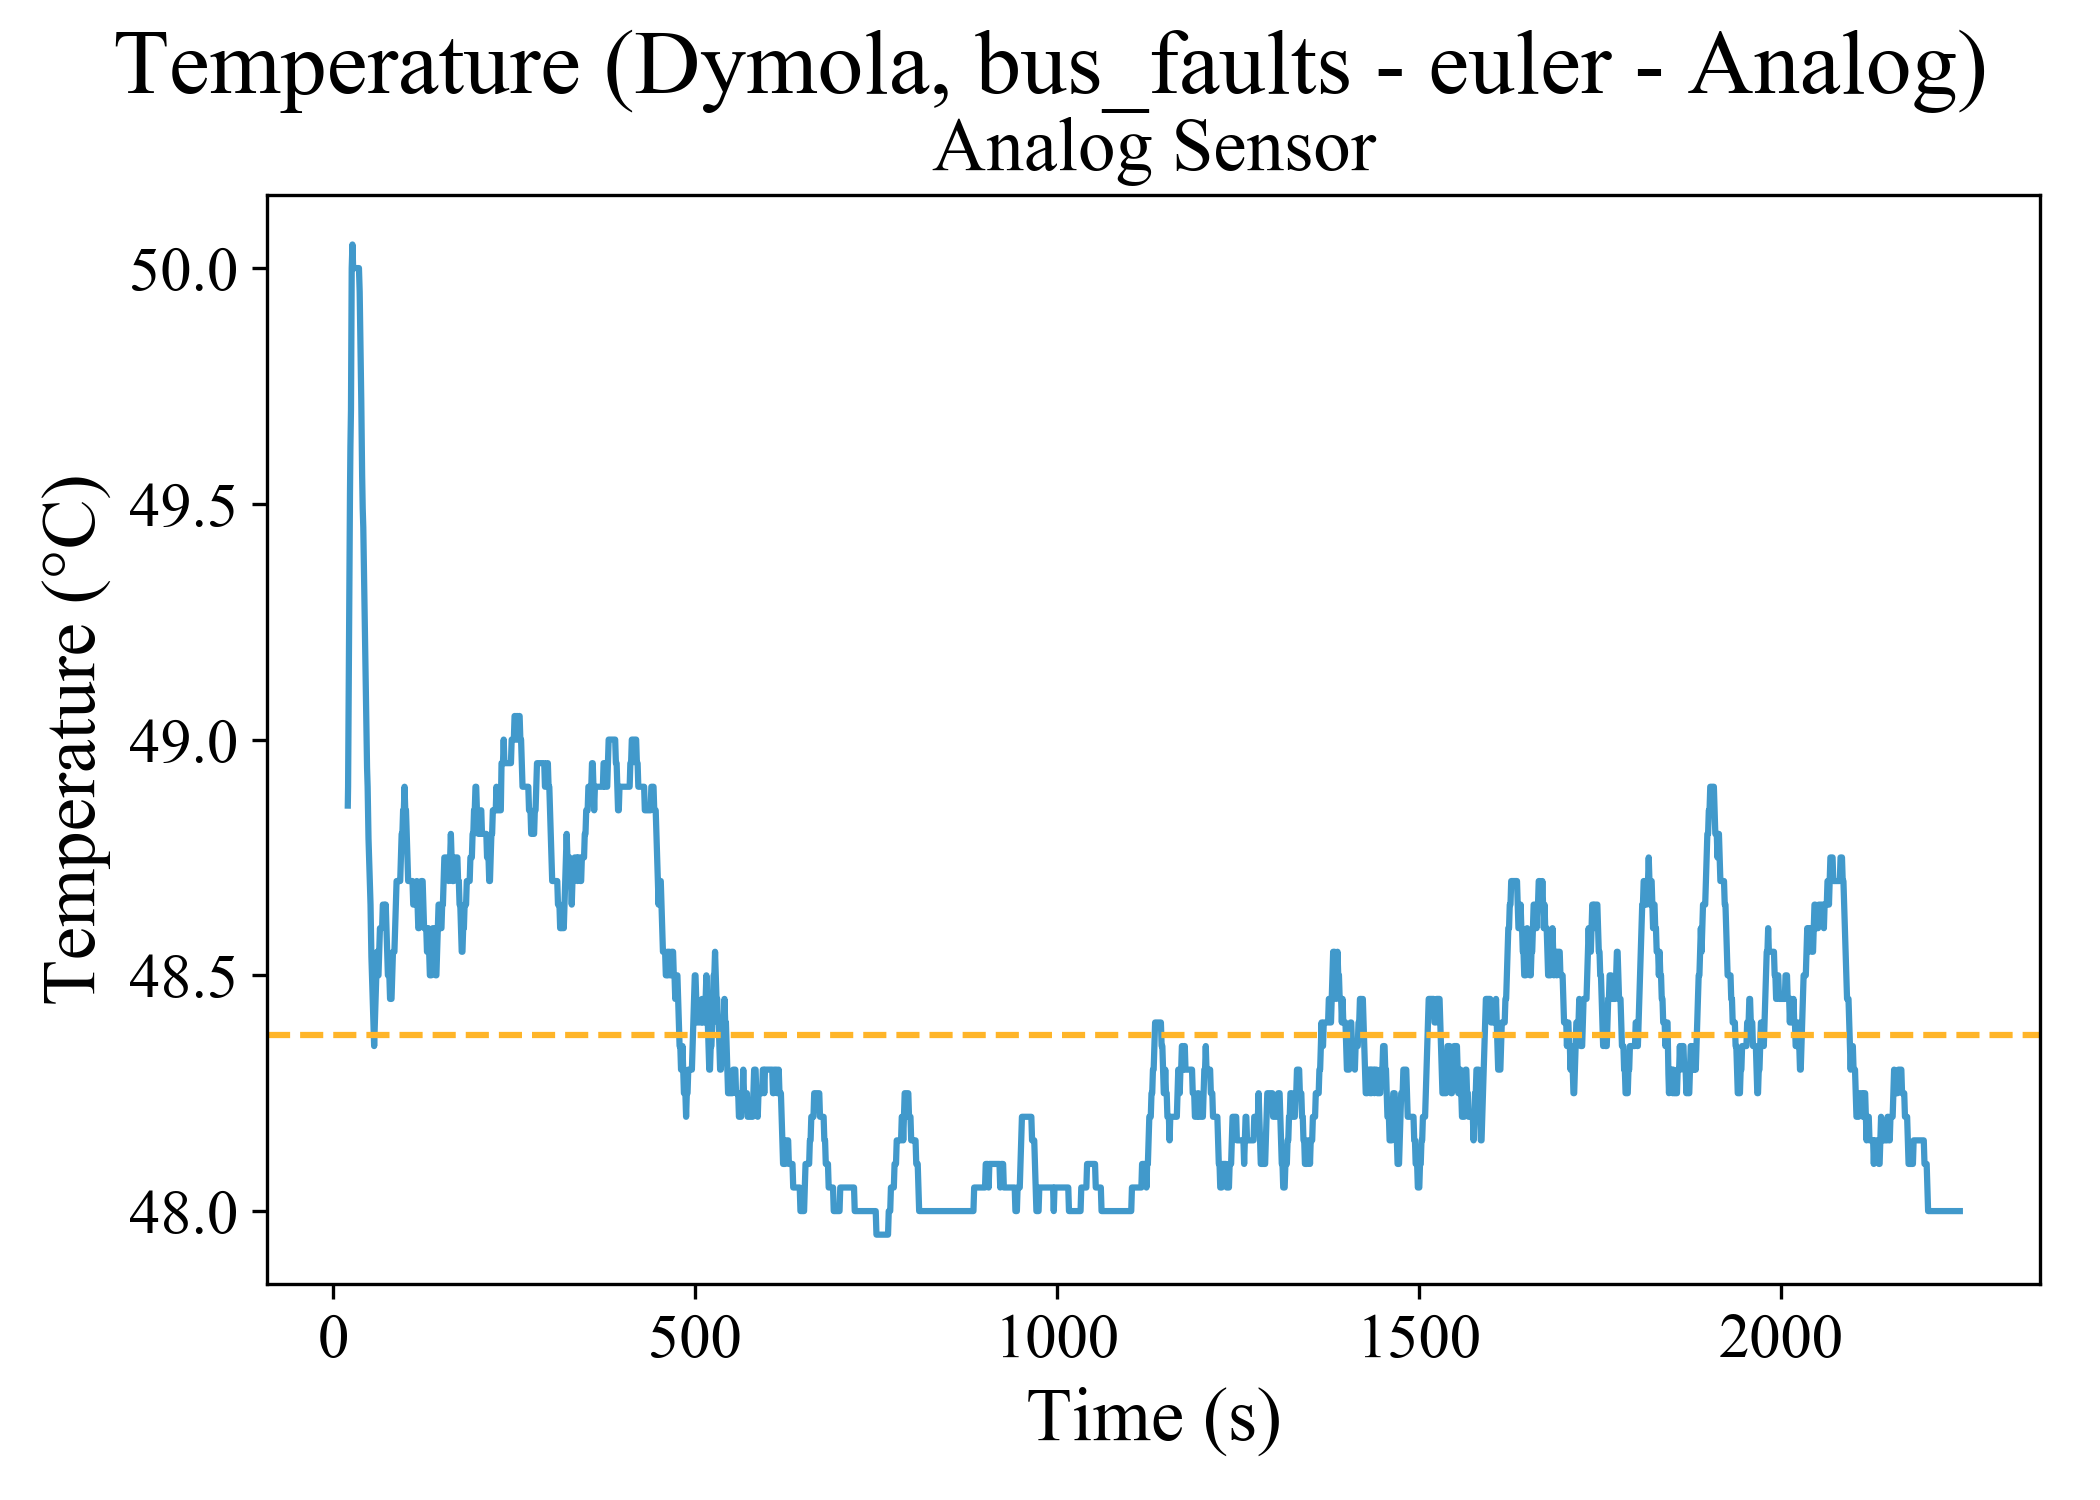 Temperature (Dymola, bus_faults - euler - Analog)
Analog Sensor
50.0
49.5
49.0
48.5
48.0
Temperature (°C)
0 500 1000 1500 2000
Time (s)